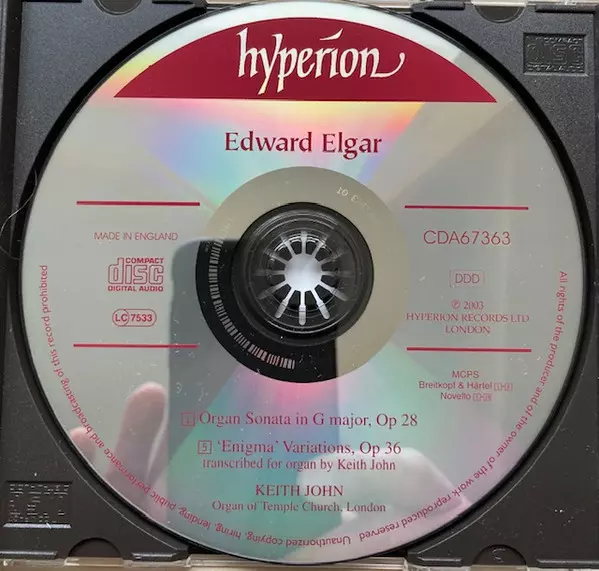 hyperion
Edward Elgar
MADE IN ENGLAND
COMPACT
disc
DIGITAL AUDIO
LC 7533
CDA67363
DDD
℗ 2003
HYPERION RECORDS LTD
LONDON
MCPS
Breitkopf & Härtel
Novello
1 Organ Sonata in G major, Op 28
5 'Enigma' Variations, Op 36
transcribed for organ by Keith John
KEITH JOHN
Organ of Temple Church, London
All rights of the producer and of the owner of the work reproduced reserved. Unauthorized copying, hiring, lending, public performance and broadcasting of this record prohibited